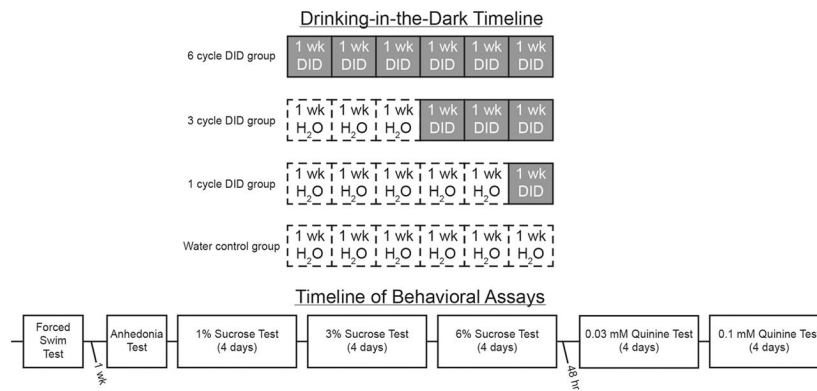 Drinking-in-the-Dark Timeline
6 cycle DID group
1 wk DID 1 wk DID 1 wk DID 1 wk DID 1 wk DID 1 wk DID
3 cycle DID group
1 wk H₂O 1 wk H₂O 1 wk H₂O 1 wk DID 1 wk DID 1 wk DID
1 cycle DID group
1 wk H₂O 1 wk H₂O 1 wk H₂O 1 wk H₂O 1 wk H₂O 1 wk DID
Water control group
1 wk H₂O 1 wk H₂O 1 wk H₂O 1 wk H₂O 1 wk H₂O 1 wk H₂O
Timeline of Behavioral Assays
Forced
Swim
Test
1 wk
Anhedonia
Test
1% Sucrose Test
(4 days)
3% Sucrose Test
(4 days)
6% Sucrose Test
(4 days)
48 hr
0.03 mM Quinine Test
(4 days)
0.1 mM Quinine Test
(4 days)